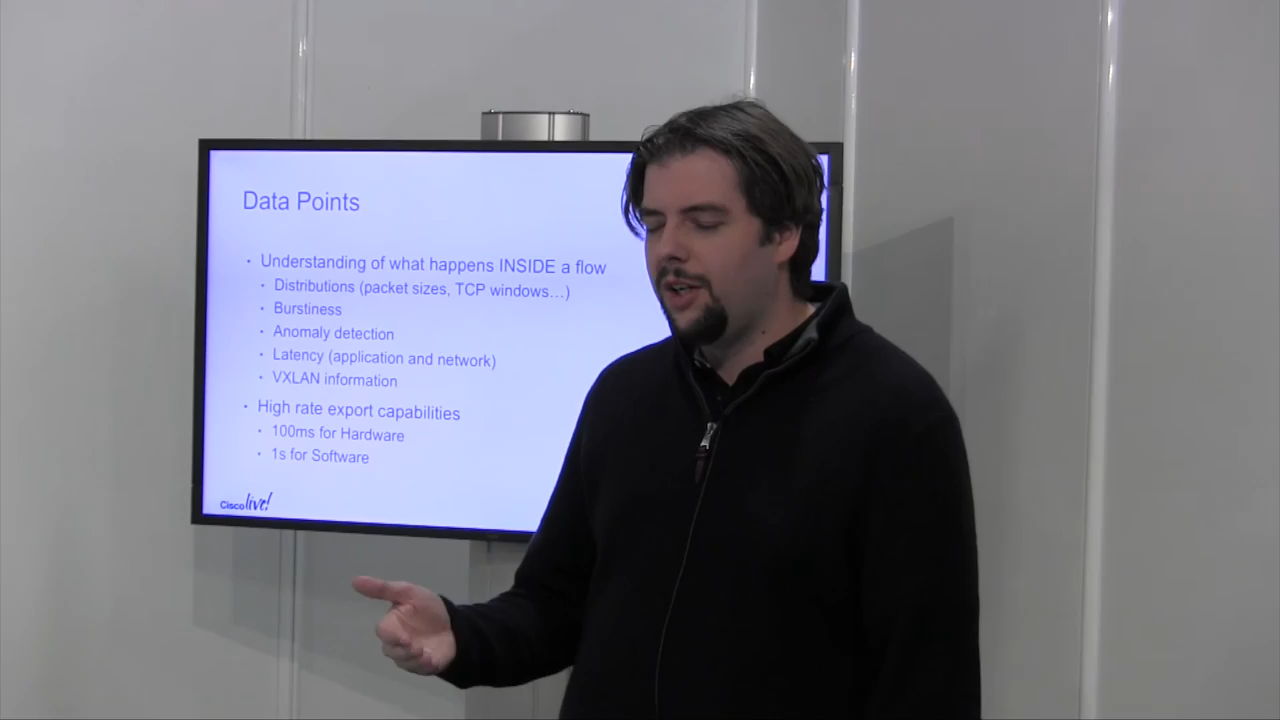 Data Points
• Understanding of what happens INSIDE a flow
• Distributions (packet sizes, TCP windows…)
• Burstiness
• Anomaly detection
• Latency (application and network)
• VXLAN information
• High rate export capabilities
• 100ms for Hardware
• 1s for Software
Cisco live!